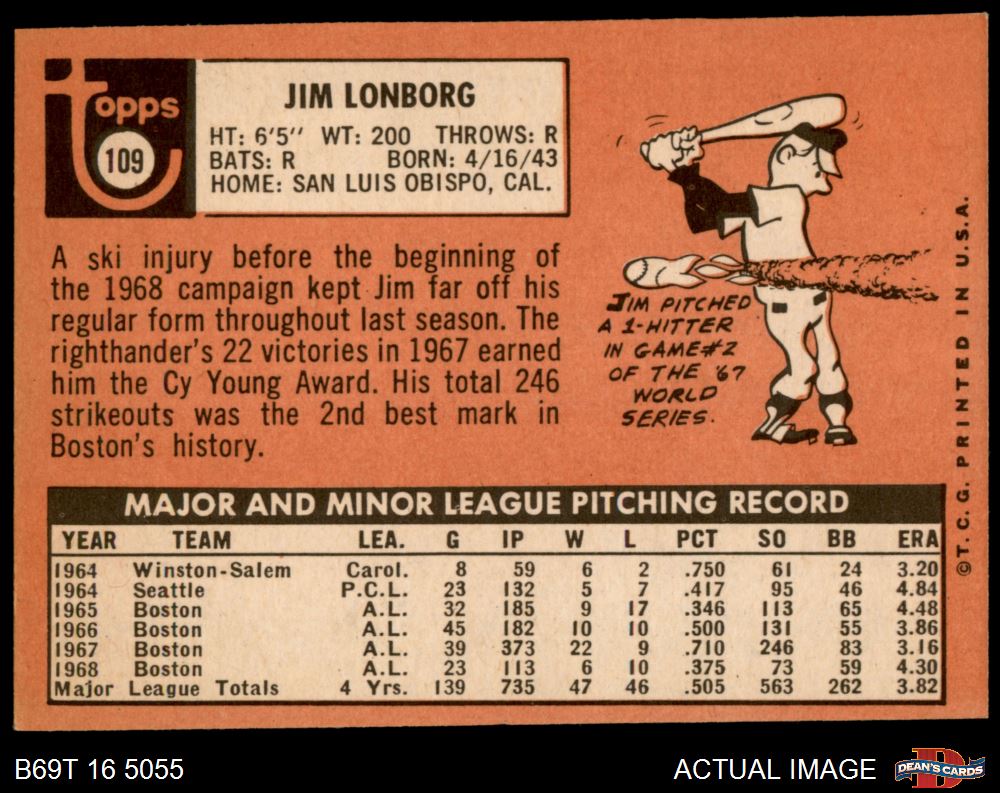 topps
109
JIM LONBORG
HT: 6'5" WT: 200 THROWS: R
BATS: R BORN: 4/16/43
HOME: SAN LUIS OBISPO, CAL.
A ski injury before the beginning of
the 1968 campaign kept Jim far off his
regular form throughout last season. The
righthander's 22 victories in 1967 earned
him the Cy Young Award. His total 246
strikeouts was the 2nd best mark in
Boston's history.
JIM PITCHED
A 1-HITTER
IN GAME #2
OF THE '67
WORLD
SERIES.
©T. C. G. PRINTED IN U.S.A.
MAJOR AND MINOR LEAGUE PITCHING RECORD
YEAR TEAM LEA. G IP W L PCT SO BB ERA
1964 Winston-Salem Carol. 8 59 6 2 .750 61 24 3.20
1964 Seattle P.C.L. 23 132 5 7 .417 95 46 4.84
1965 Boston A.L. 32 185 9 17 .346 113 65 4.48
1966 Boston A.L. 45 182 10 10 .500 131 55 3.86
1967 Boston A.L. 39 373 22 9 .710 246 83 3.16
1968 Boston A.L. 23 113 6 10 .375 73 59 4.30
Major League Totals 4 Yrs. 139 735 47 46 .505 563 262 3.82
B69T 16 5055
ACTUAL IMAGE
DEAN'S CARDS